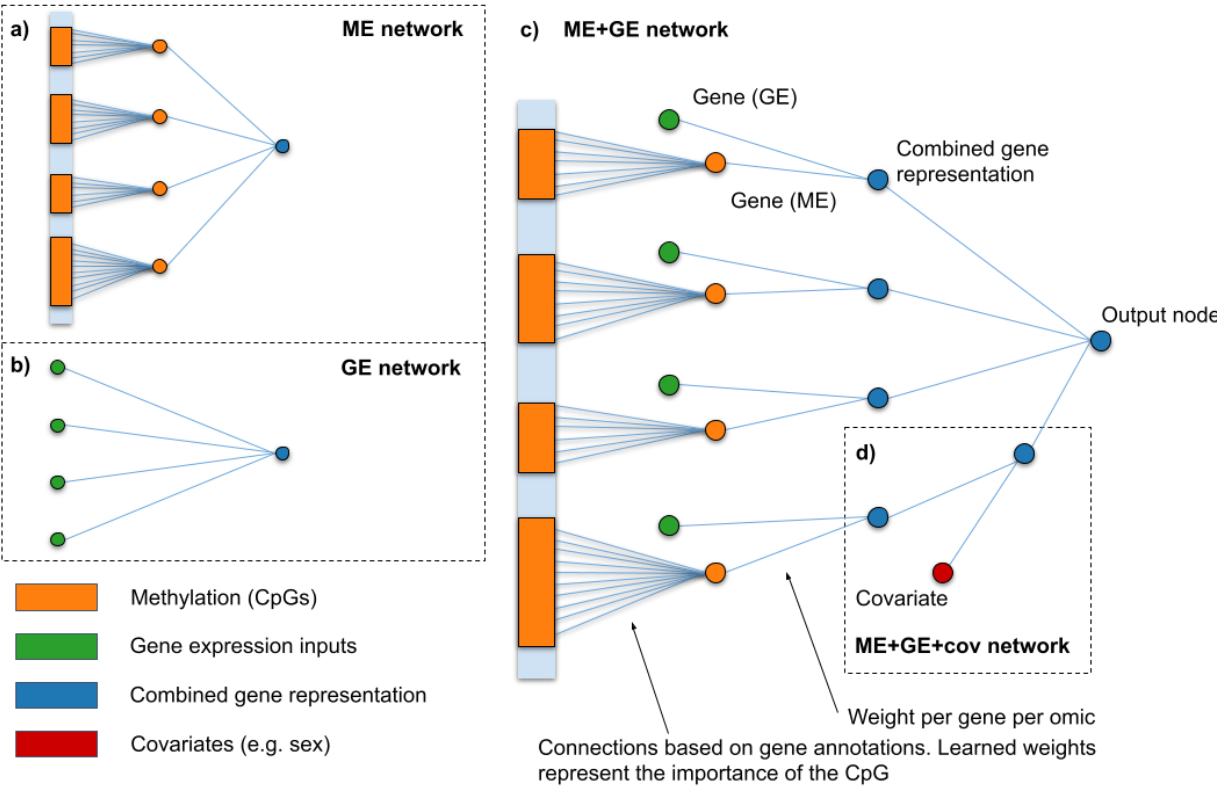 a)
ME network
b)
GE network
Methylation (CpGs)
Gene expression inputs
Combined gene representation
Covariates (e.g. sex)
c)
ME+GE network
Gene (GE)
Gene (ME)
Combined gene
representation
Output node
d)
Covariate
ME+GE+cov network
Weight per gene per omic
Connections based on gene annotations. Learned weights
represent the importance of the CpG